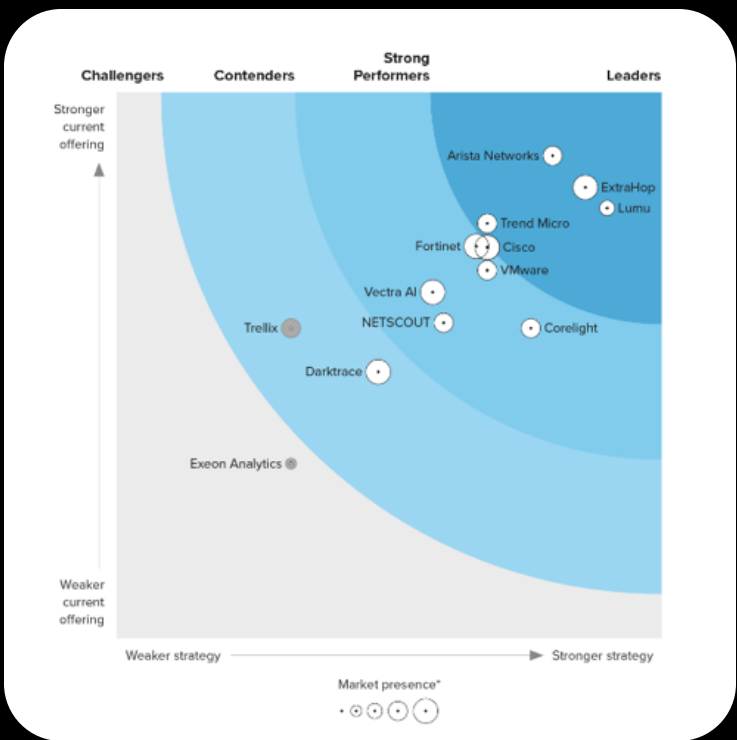 Challengers
Contenders
Strong
Performers
Leaders
Stronger
current
offering
Arista Networks
ExtraHop
Lumu
Trend Micro
Fortinet
Cisco
VMware
Vectra AI
NETSCOUT
Trellix
Corelight
Darktrace
Exeon Analytics
Weaker
current
offering
Weaker strategy
Stronger strategy
Market presence*